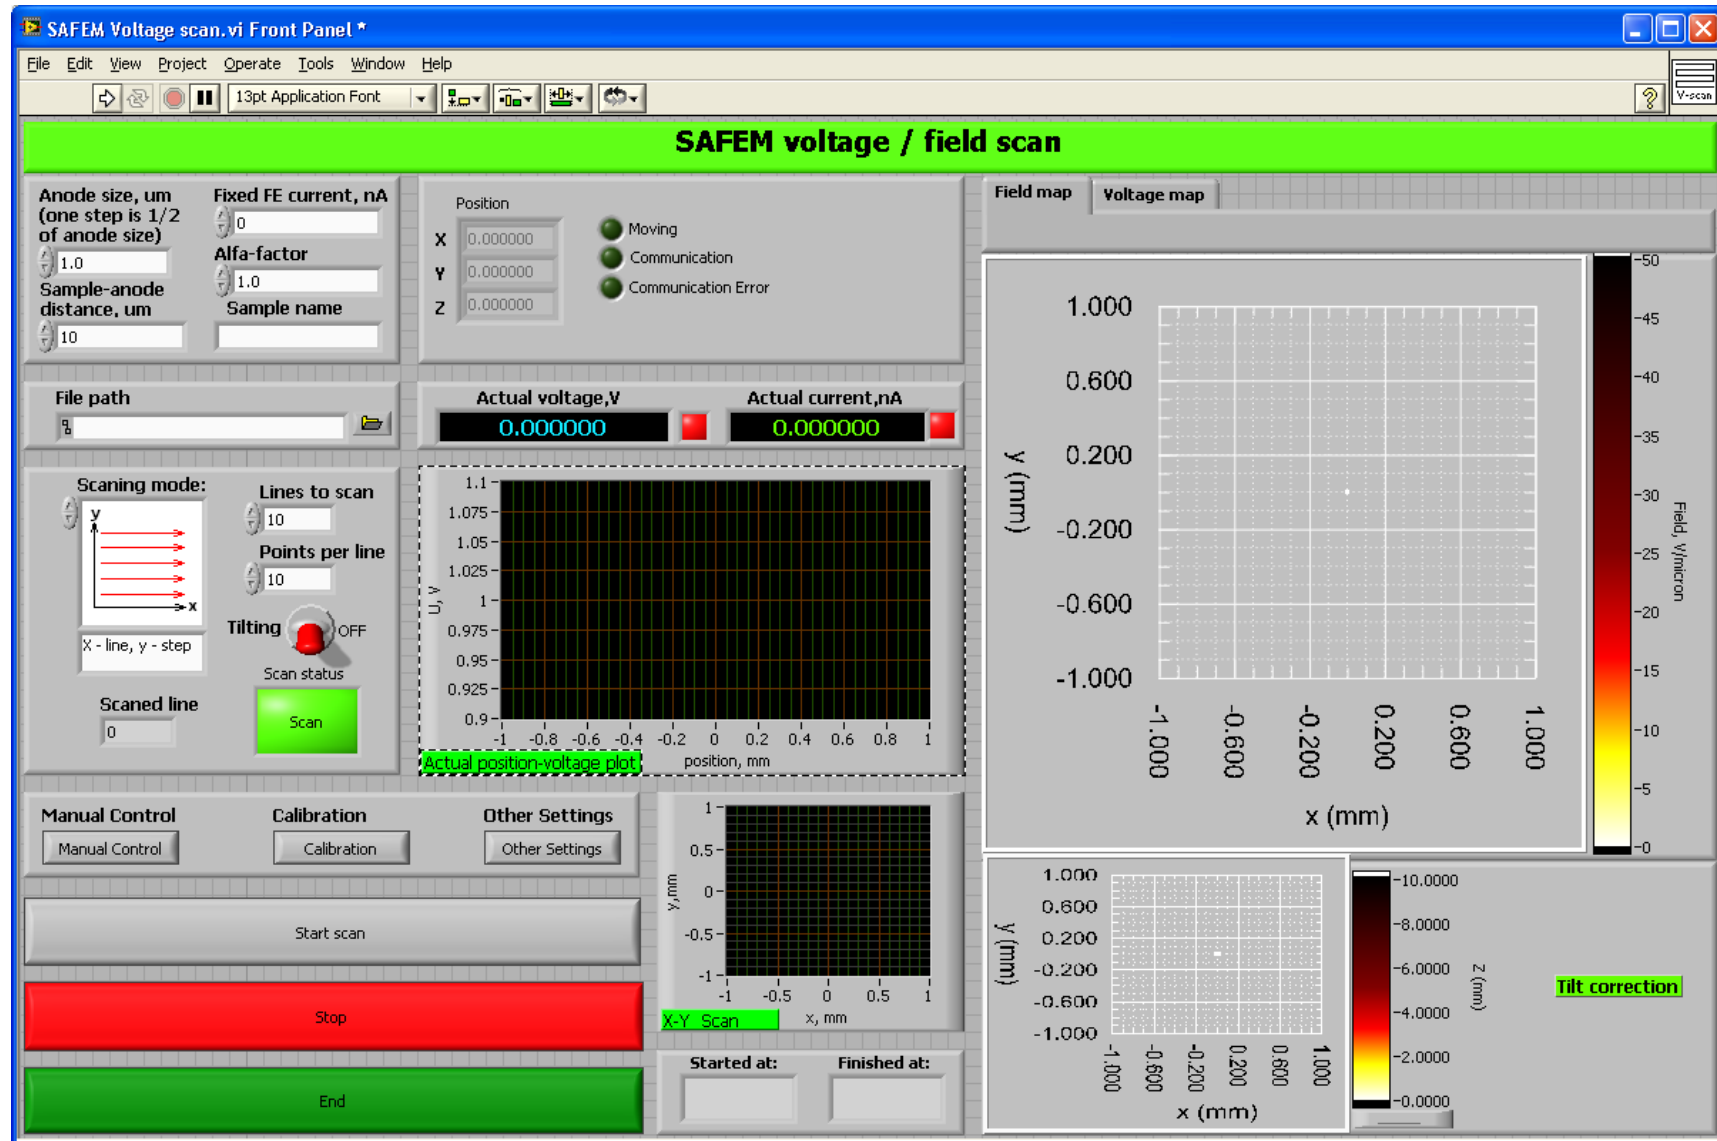 SAFEM Voltage scan.vi Front Panel *
File Edit View Project Operate Tools Window Help
13pt Application Font
?
V-scan
SAFEM voltage / field scan
Anode size, um
(one step is 1/2
of anode size)
1.0
Sample-anode
distance, um
10
Fixed FE current, nA
0
Alfa-factor
1.0
Sample name
Position
X 0.000000
Y 0.000000
Z 0.000000
Moving
Communication
Communication Error
File path
Actual voltage,V
0.000000
Actual current,nA
0.000000
Scaning mode:
y
x
X - line, y - step
Scaned line
0
Lines to scan
10
Points per line
10
Tilting
OFF
Scan status
Scan
U, V
1.1
1.075
1.05
1.025
1
0.975
0.95
0.925
0.9
-1 -0.8 -0.6 -0.4 -0.2 0 0.2 0.4 0.6 0.8 1
Actual position-voltage plot
position, mm
Manual Control
Manual Control
Calibration
Calibration
Other Settings
Other Settings
Start scan
Stop
End
y,mm
1
0.5
0
-0.5
-1
-1 -0.5 0 0.5 1
X-Y Scan
x, mm
Started at:
Finished at:
Field map
Voltage map
y (mm)
1.000
0.600
0.200
-0.200
-0.600
-1.000
-1.000 -0.600 -0.200 0.200 0.600 1.000
x (mm)
50
45
40
35
30
25
20
15
10
5
0
Field, V/micron
y (mm)
1.000
0.600
0.200
-0.200
-0.600
-1.000
-1.000 -0.600 -0.200 0.200 0.600 1.000
x (mm)
10.0000
8.0000
6.0000
4.0000
2.0000
0.0000
Z (mm)
Tilt correction